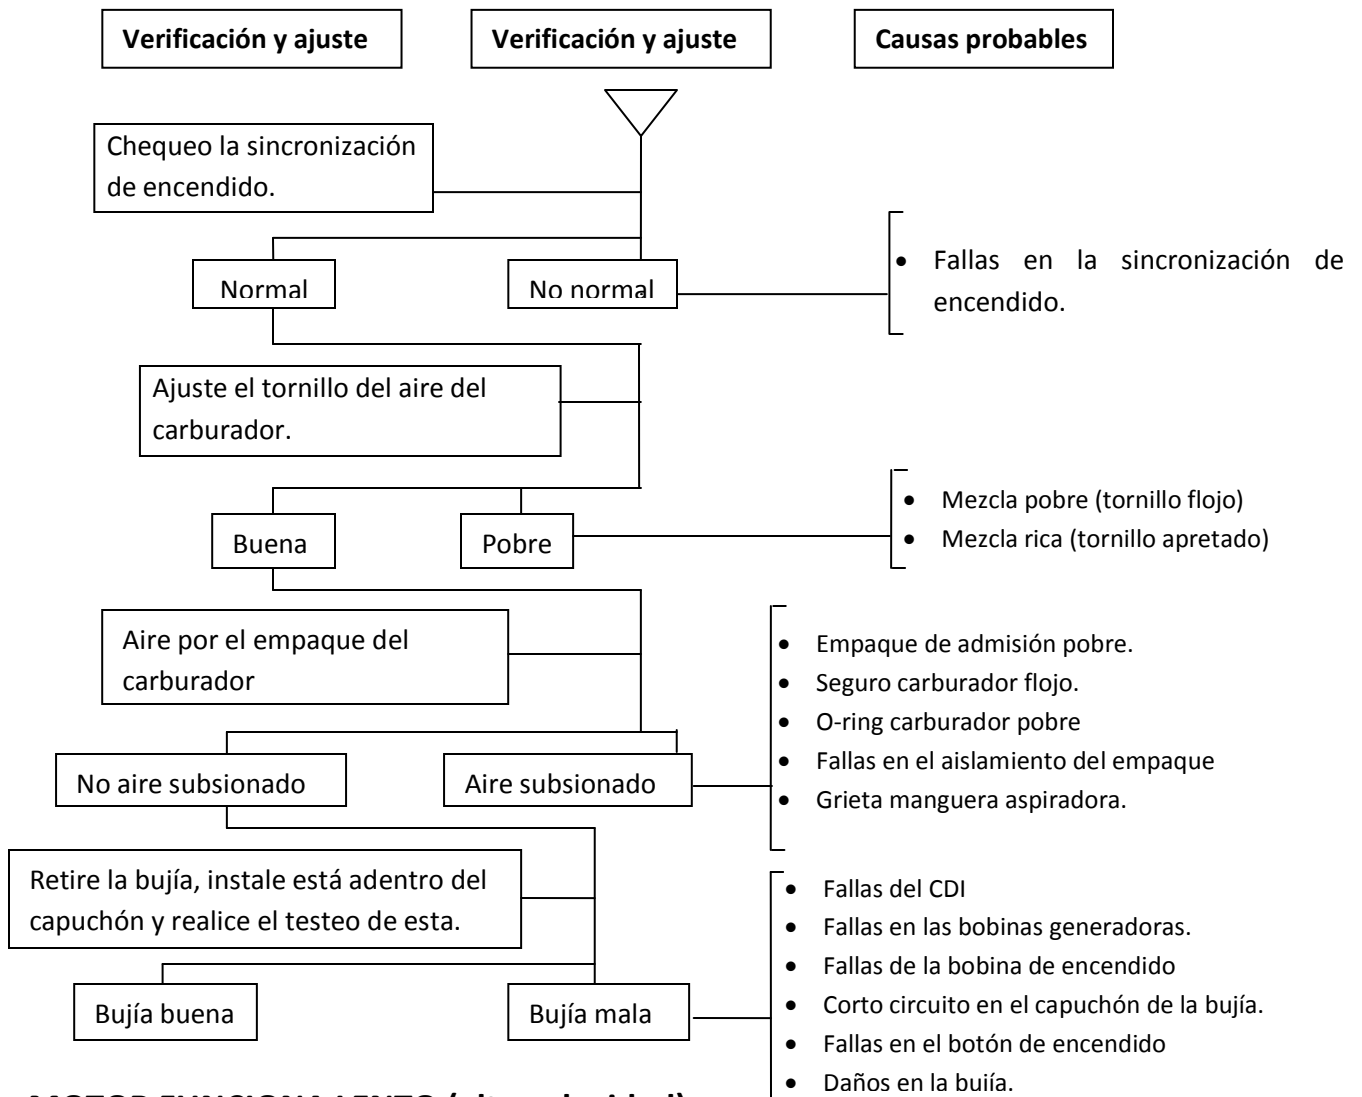 Verificación y ajuste
Verificación y ajuste
Causas probables
Chequeo la sincronización
de encendido.
Normal
No normal
• Fallas en la sincronización de
encendido.
Ajuste el tornillo del aire del
carburador.
Buena
Pobre
• Mezcla pobre (tornillo flojo)
• Mezcla rica (tornillo apretado)
Aire por el empaque del
carburador
• Empaque de admisión pobre.
• Seguro carburador flojo.
• O-ring carburador pobre
• Fallas en el aislamiento del empaque
• Grieta manguera aspiradora.
No aire subsionado
Aire subsionado
Retire la bujía, instale está adentro del
capuchón y realice el testeo de esta.
• Fallas del CDI
• Fallas en las bobinas generadoras.
• Fallas de la bobina de encendido
• Corto circuito en el capuchón de la bujía.
• Fallas en el botón de encendido
• Daños en la bujía.
Bujía buena
Bujía mala
MOTOR FUNCIONA LENTO (alta velocidad)